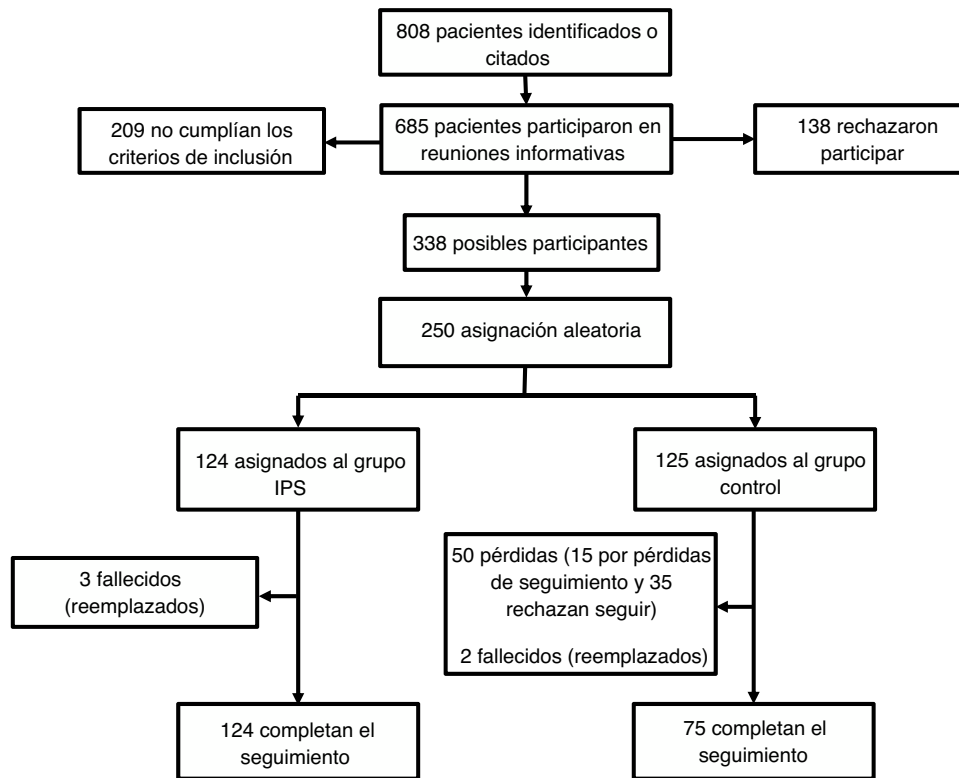 808 pacientes identificados o
citados
209 no cumplían los
criterios de inclusión
685 pacientes participaron en
reuniones informativas
138 rechazaron
participar
338 posibles participantes
250 asignación aleatoria
124 asignados al grupo
IPS
125 asignados al grupo
control
3 fallecidos
(reemplazados)
50 pérdidas (15 por pérdidas
de seguimiento y 35
rechazan seguir)
2 fallecidos (reemplazados)
124 completan el
seguimiento
75 completan el
seguimiento